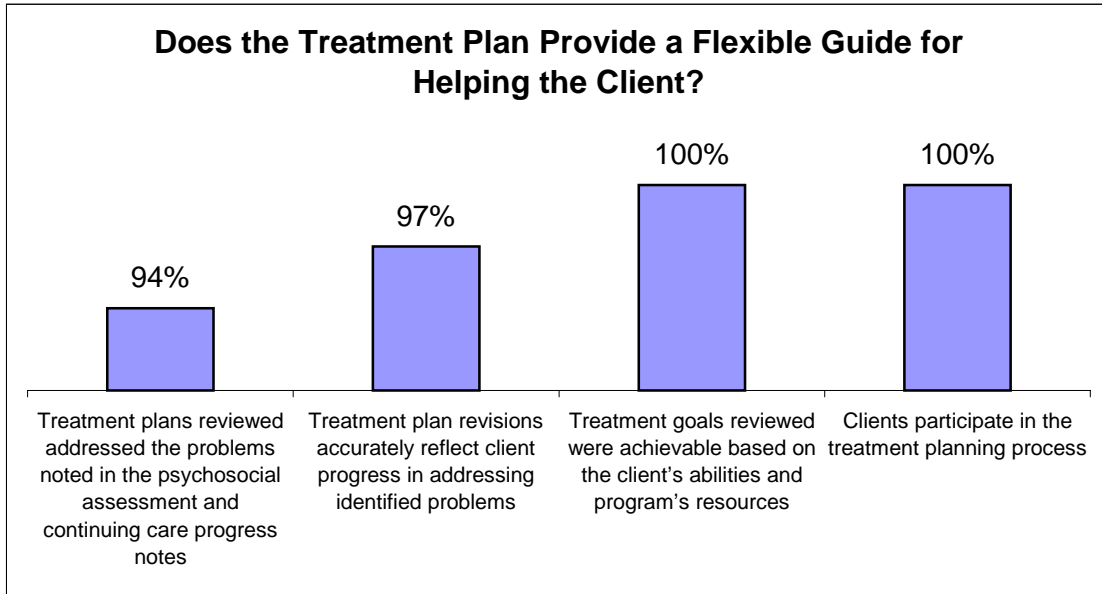 Does the Treatment Plan Provide a Flexible Guide for
Helping the Client?
94%
97%
100%
100%
Treatment plans reviewed
addressed the problems
noted in the psychosocial
assessment and
continuing care progress
notes
Treatment plan revisions
accurately reflect client
progress in addressing
identified problems
Treatment goals reviewed
were achievable based on
the client's abilities and
program's resources
Clients participate in the
treatment planning process